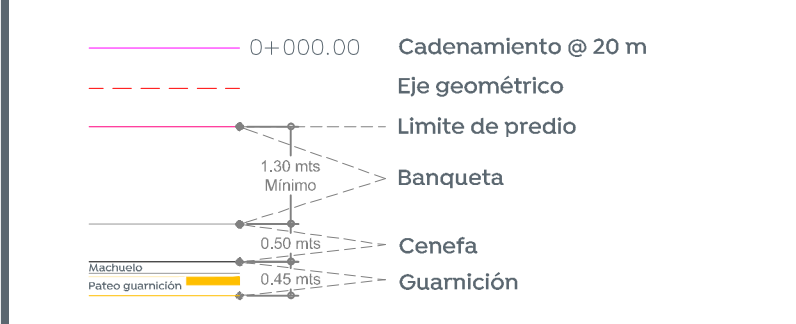 0+000.00 Cadenamiento @ 20 m
Eje geométrico
Limite de predio
1.30 mts
Mínimo
Banqueta
0.50 mts
Cenefa
Machuelo
Pateo guarnición
0.45 mts
Guarnición